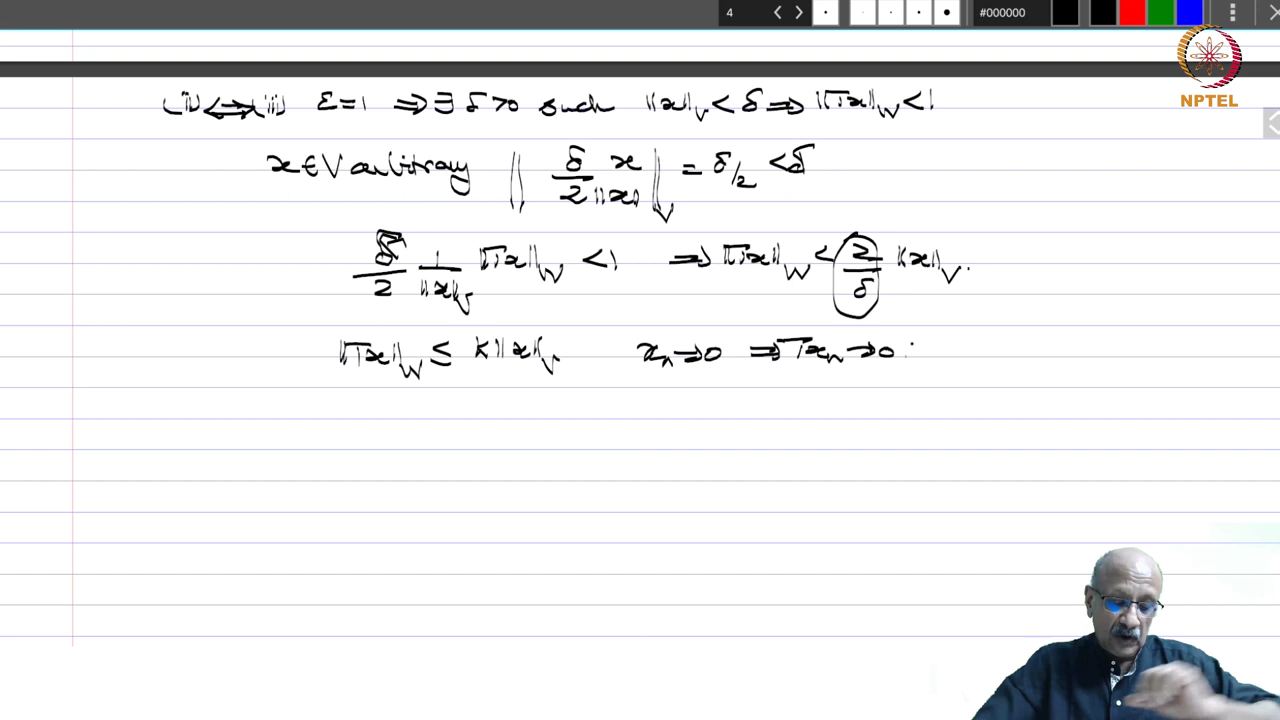 4 #000000
NPTEL
(ii) ⟺ (iii) ε=1 ⟹ ∃ δ>0 such ‖x‖_V < δ ⟹ ‖Tx‖_W < 1
x∈V arbitrary ‖ δ/2 x/‖x‖ ‖_V = δ/2 < δ
δ/2 1/‖x‖_V ‖Tx‖_W < 1 ⟹ ‖Tx‖_W < 2/δ ‖x‖_V.
‖Tx‖_W ≤ K‖x‖_V x_n → 0 ⟹ Tx_n → 0.